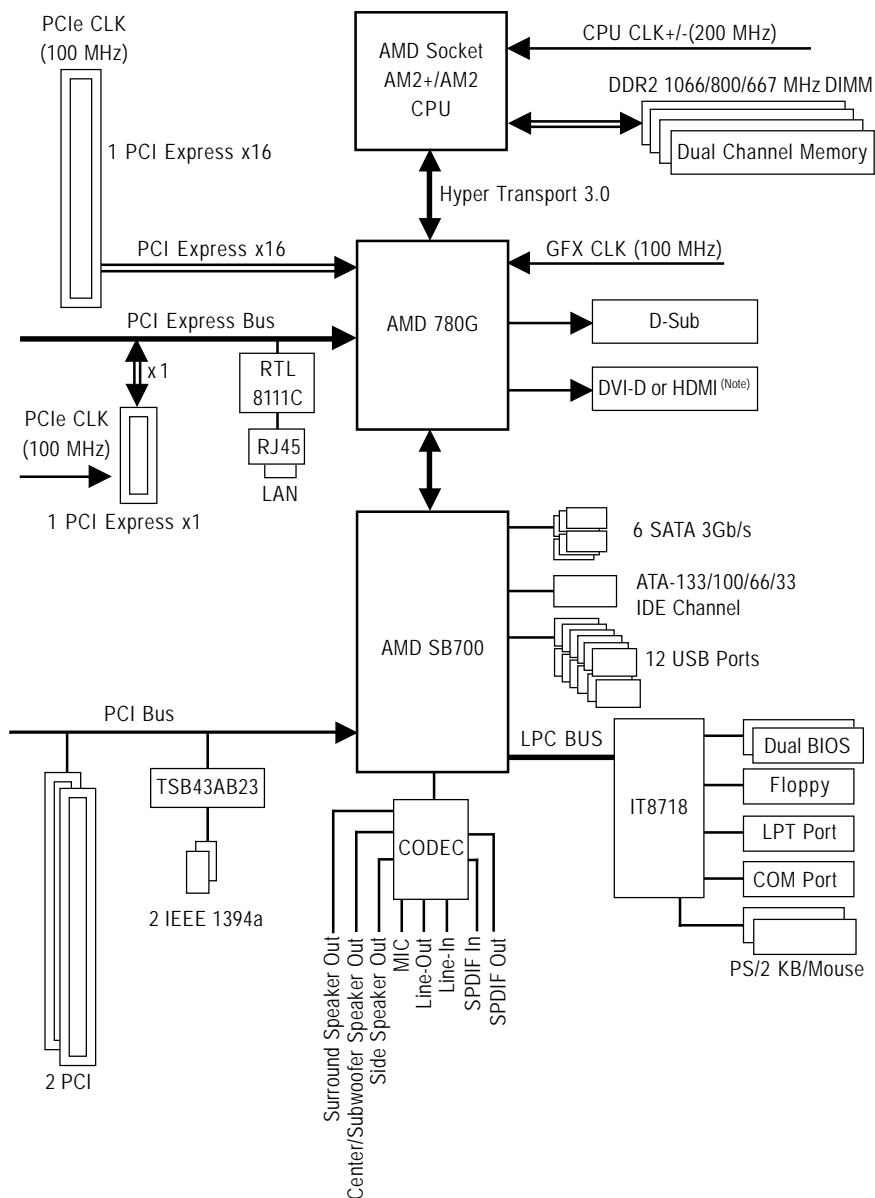 PCIe CLK
(100 MHz)
AMD Socket
AM2+/AM2
CPU
CPU CLK+/-(200 MHz)
DDR2 1066/800/667 MHz DIMM
Dual Channel Memory
1 PCI Express x16
Hyper Transport 3.0
PCI Express x16
GFX CLK (100 MHz)
AMD 780G
D-Sub
PCI Express Bus
x1
RTL
8111C
DVI-D or HDMI (Note)
PCIe CLK
(100 MHz)
RJ45
LAN
1 PCI Express x1
6 SATA 3Gb/s
ATA-133/100/66/33
IDE Channel
AMD SB700
12 USB Ports
PCI Bus
LPC BUS
Dual BIOS
TSB43AB23
IT8718
Floppy
CODEC
LPT Port
COM Port
2 IEEE 1394a
PS/2 KB/Mouse
2 PCI
Surround Speaker Out
Center/Subwoofer Speaker Out
Side Speaker Out
MIC
Line-Out
Line-In
SPDIF In
SPDIF Out